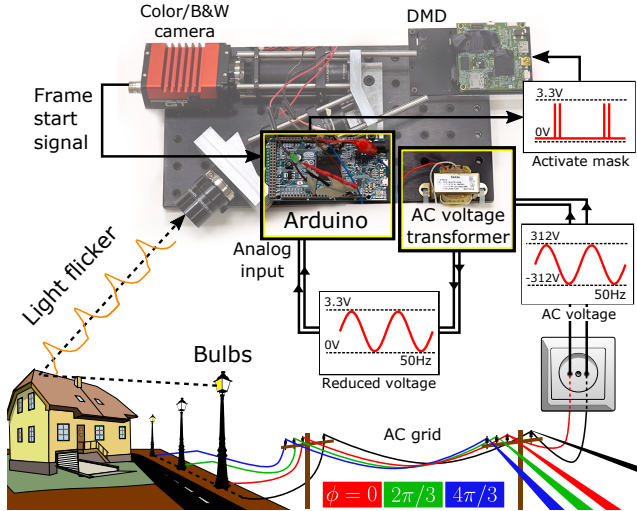 Color/B&W
camera
DMD
Frame
start
signal
3.3V
0V
Activate mask
Arduino
AC voltage
transformer
Analog
input
Light flicker
312V
-312V
50Hz
AC voltage
3.3V
0V
50Hz
Reduced voltage
Bulbs
AC grid
ϕ = 0
2π/3
4π/3